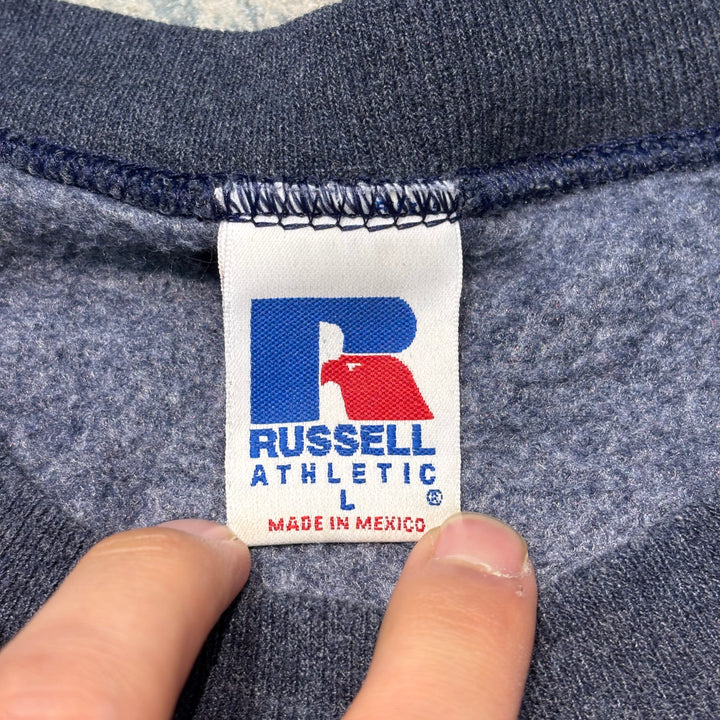 RUSSELL
ATHLETIC
L ®
MADE IN MEXICO